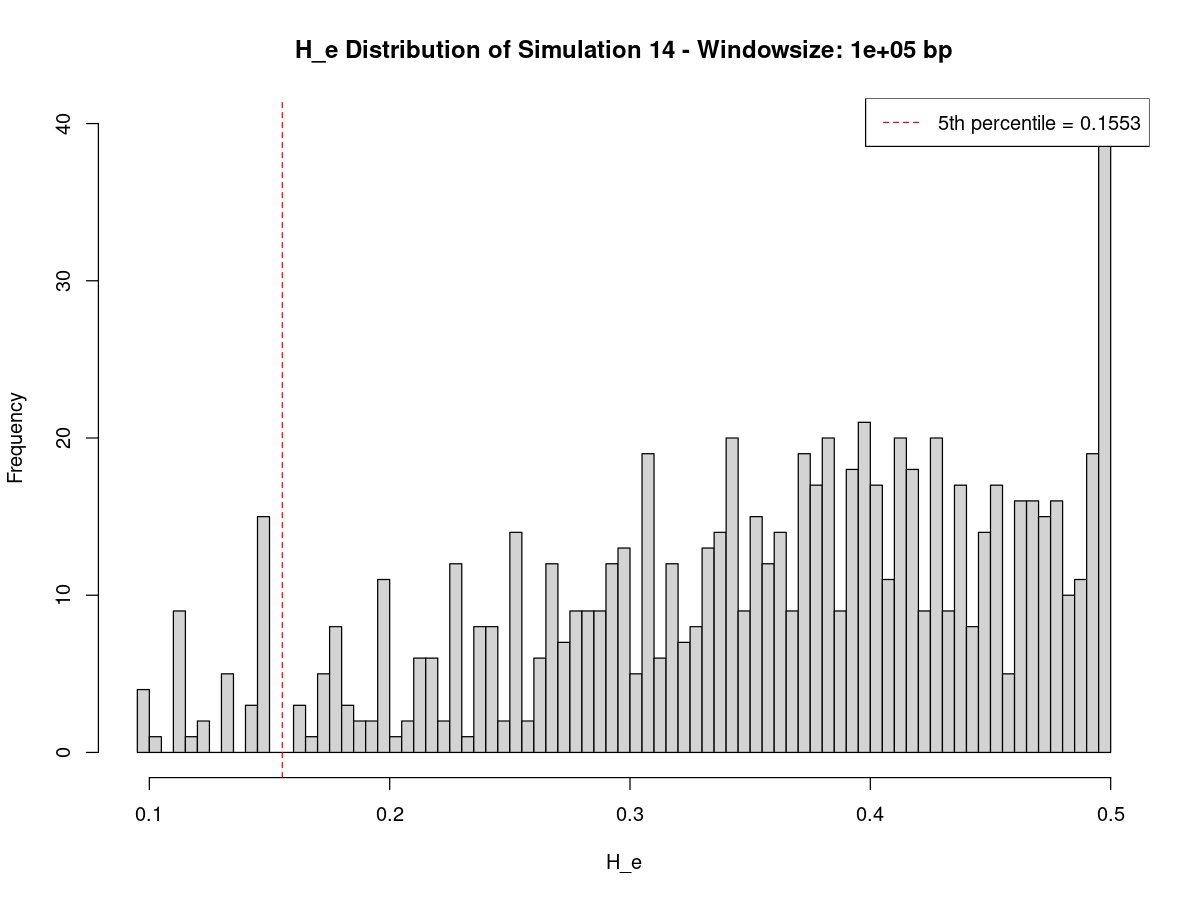 H_e Distribution of Simulation 14 - Windowsize: 1e+05 bp
5th percentile = 0.1553
40
30
20
10
0
Frequency
0.1 0.2 0.3 0.4 0.5
H_e